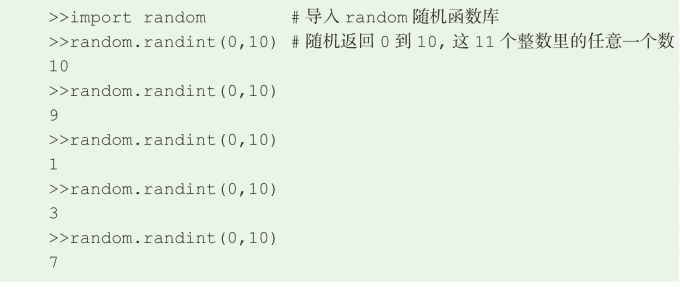 >>import random #导入 random 随机函数库
>>random.randint(0,10) #随机返回 0 到 10,这 11 个整数里的任意一个数
10
>>random.randint(0,10)
9
>>random.randint(0,10)
1
>>random.randint(0,10)
3
>>random.randint(0,10)
7